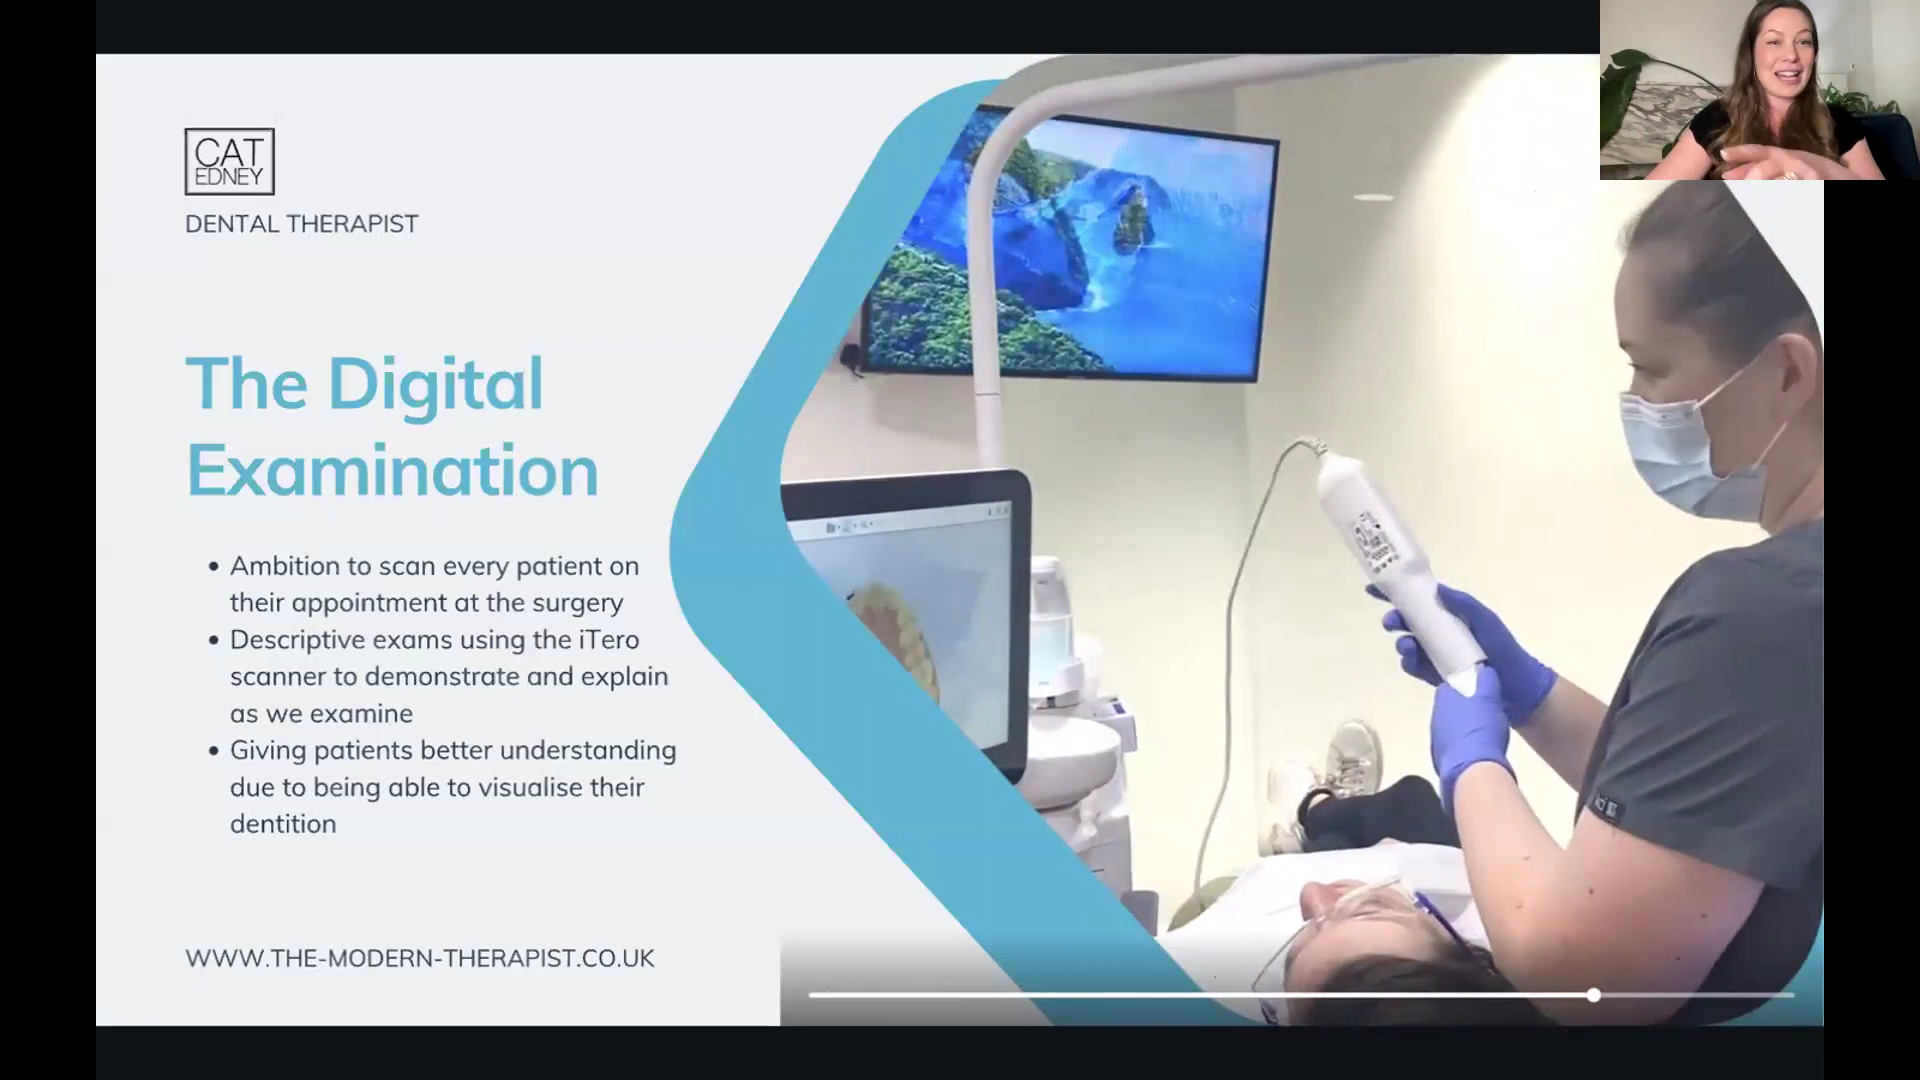 CAT
EDNEY
DENTAL THERAPIST
The Digital
Examination
• Ambition to scan every patient on
their appointment at the surgery
• Descriptive exams using the iTero
scanner to demonstrate and explain
as we examine
• Giving patients better understanding
due to being able to visualise their
dentition
WWW.THE-MODERN-THERAPIST.CO.UK